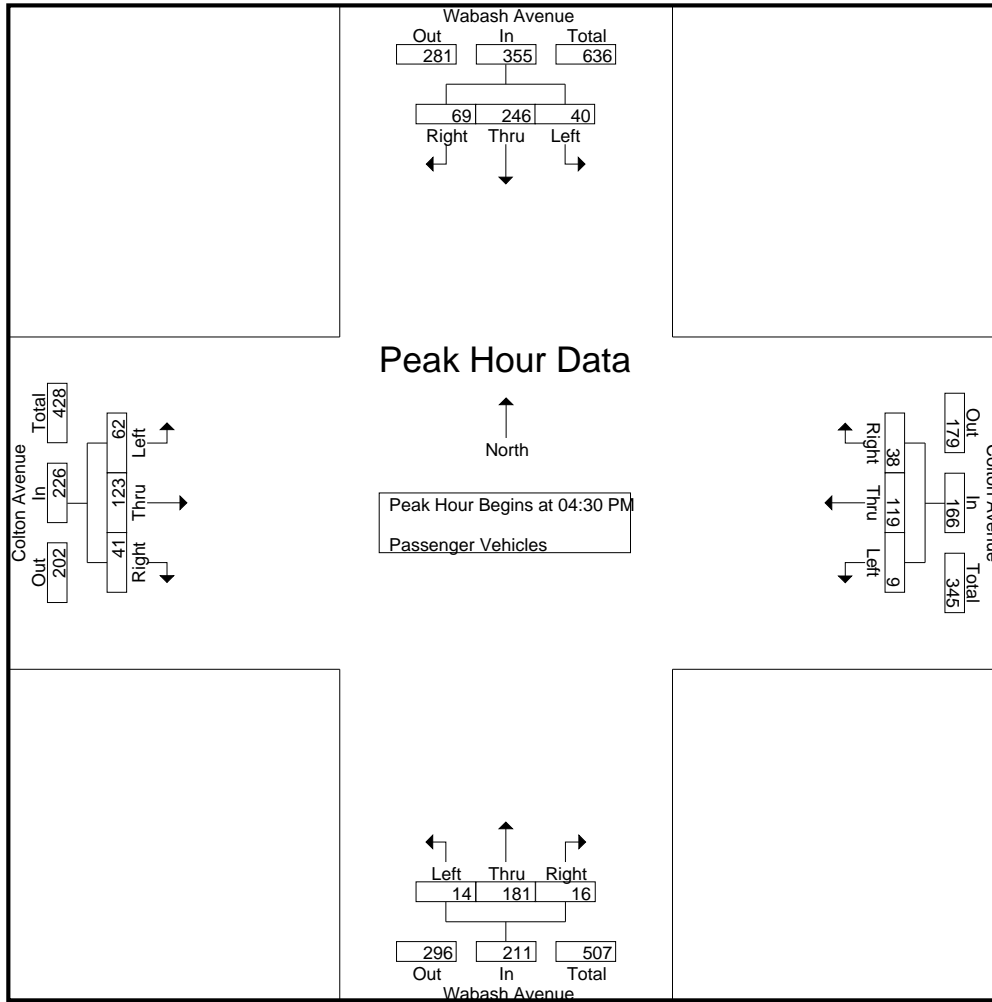 Wabash Avenue
Out In Total
281 355 636
69 246 40
Right Thru Left
Peak Hour Data
North
Peak Hour Begins at 04:30 PM
Passenger Vehicles
Colton Avenue
Out In Total
202 226 428
Left Thru Right
62 123 41
Colton Avenue
Out In Total
179 166 345
Right Thru Left
38 119 9
Left Thru Right
14 181 16
296 211 507
Out In Total
Wabash Avenue